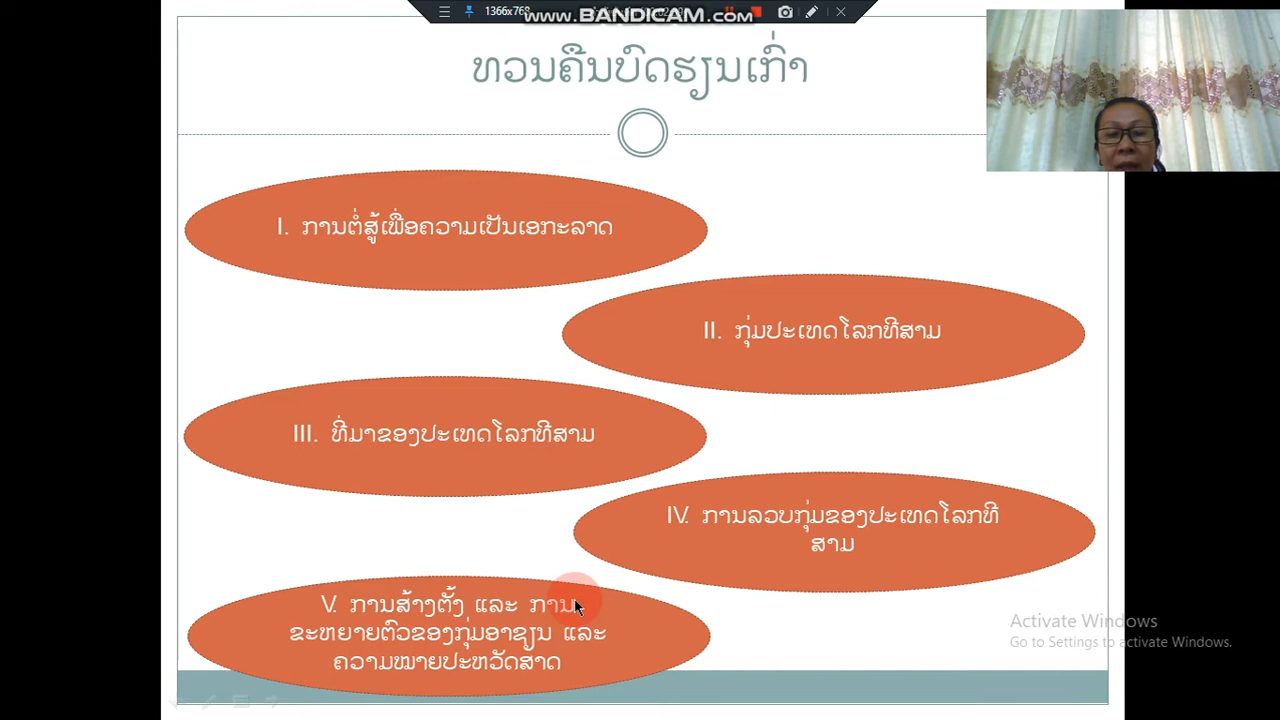 1366x768
www.BANDICAM.com
ທວນຄືນບົດຮຽນເກົ່າ
I. ການຕໍ່ສູ້ເພື່ອຄວາມເປັນເອກະລາດ
II. ກຸ່ມປະເທດໂລກທີສາມ
III. ທີ່ມາຂອງປະເທດໂລກທີສາມ
IV. ການລວບກຸ່ມຂອງປະເທດໂລກທີ
ສາມ
V. ການສ້າງຕັ້ງ ແລະ ການ
ຂະຫຍາຍຕົວຂອງກຸ່ມອາຊຽນ ແລະ
ຄວາມໝາຍປະຫວັດສາດ
Activate Windows
Go to Settings to activate Windows.